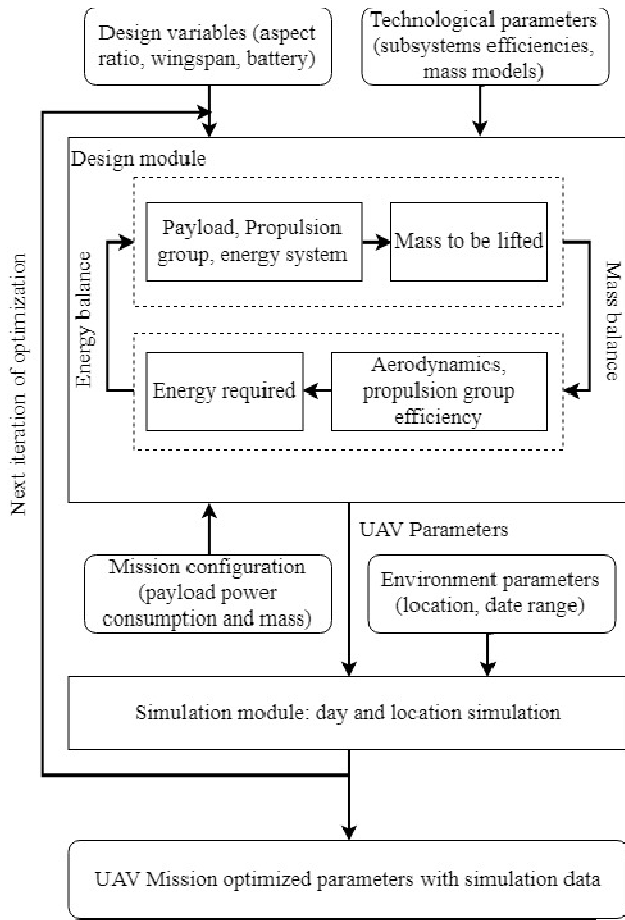 Design variables (aspect
ratio, wingspan, battery)
Technological parameters
(subsystems efficiencies,
mass models)
Design module
Payload, Propulsion
group, energy system
Mass to be lifted
Energy balance
Mass balance
Energy required
Aerodynamics,
propulsion group
efficiency
Next iteration of optimization
UAV Parameters
Mission configuration
(payload power
consumption and mass)
Environment parameters
(location, date range)
Simulation module: day and location simulation
UAV Mission optimized parameters with simulation data